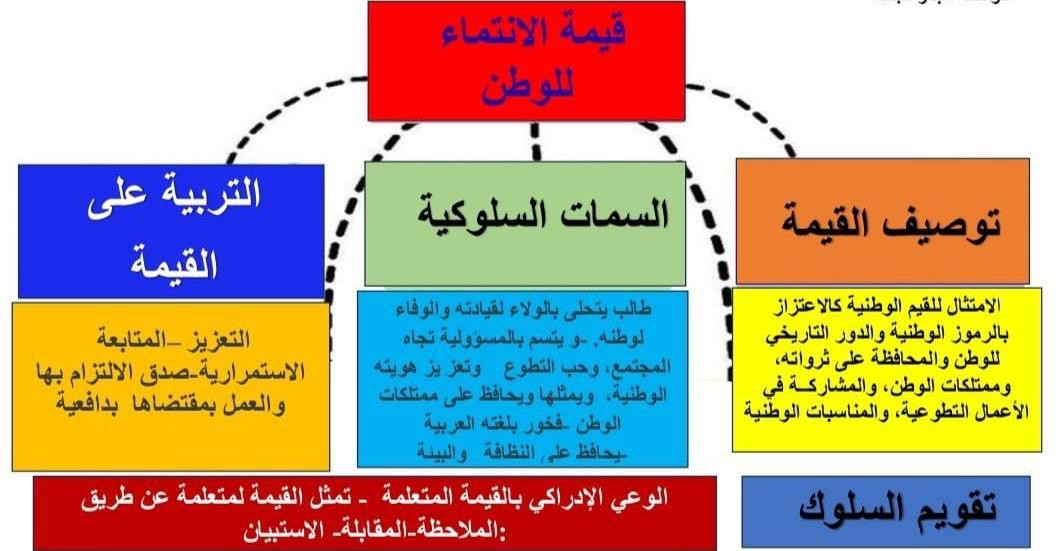 قيمة الانتماء
للوطن
توصيف القيمة
السمات السلوكية
التربية على
القيمة
الامتثال للقيم الوطنية كالاعتزاز
بالرموز الوطنية والدور التاريخي
للوطن والمحافظة على ثرواته،
وممتلكات الوطن، والمشاركة في
الأعمال التطوعية، والمناسبات الوطنية
طالب يتحلى بالولاء لقيادته والوفاء
لوطنه. -و يتسم بالمسؤولية تجاه
المجتمع، وحب التطوع وتعزيز هويته
الوطنية، ويمثلها ويحافظ على ممتلكات
الوطن -فخور بلغته العربية
-يحافظ على النظافة والبيئة
التعزيز –المتابعة
الاستمرارية-صدق الالتزام بها
والعمل بمقتضاها بدافعية
تقويم السلوك
الوعي الإدراكي بالقيمة المتعلمة - تمثل القيمة لمتعلمة عن طريق
:الملاحظة-المقابلة- الاستبيان